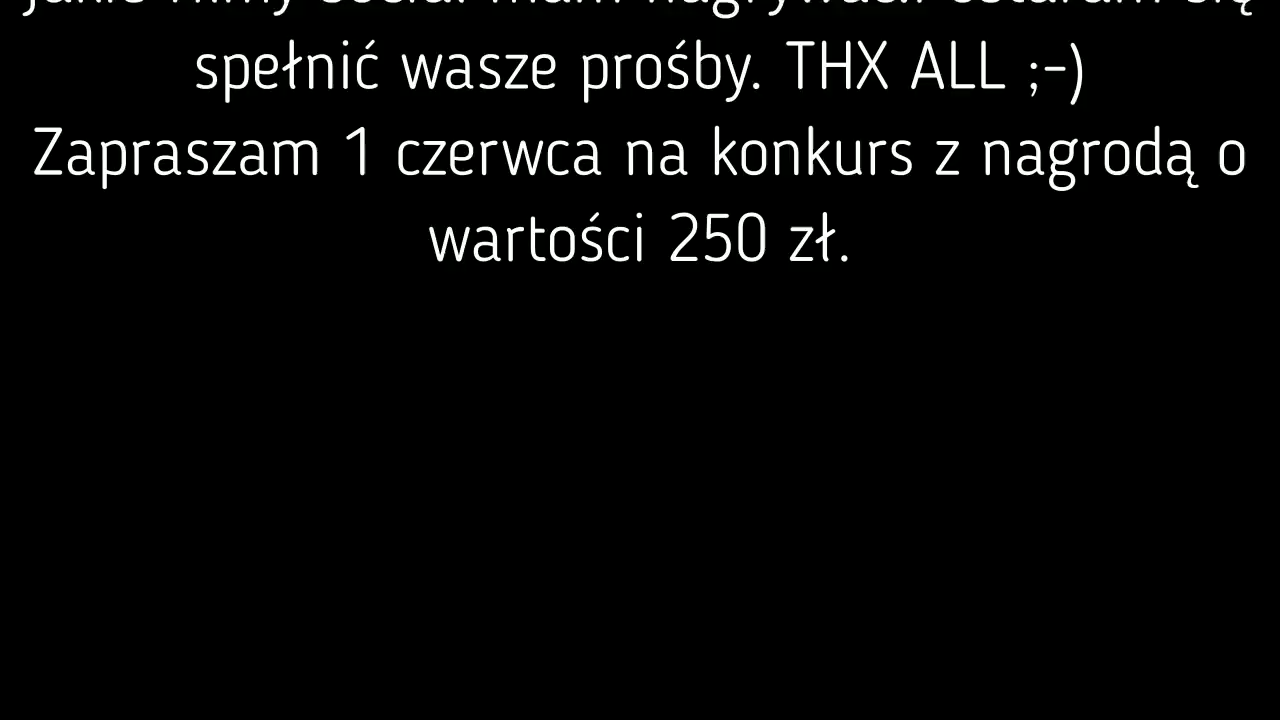 spełnić wasze prośby. THX ALL ;-)
Zapraszam 1 czerwca na konkurs z nagrodą o
wartości 250 zł.